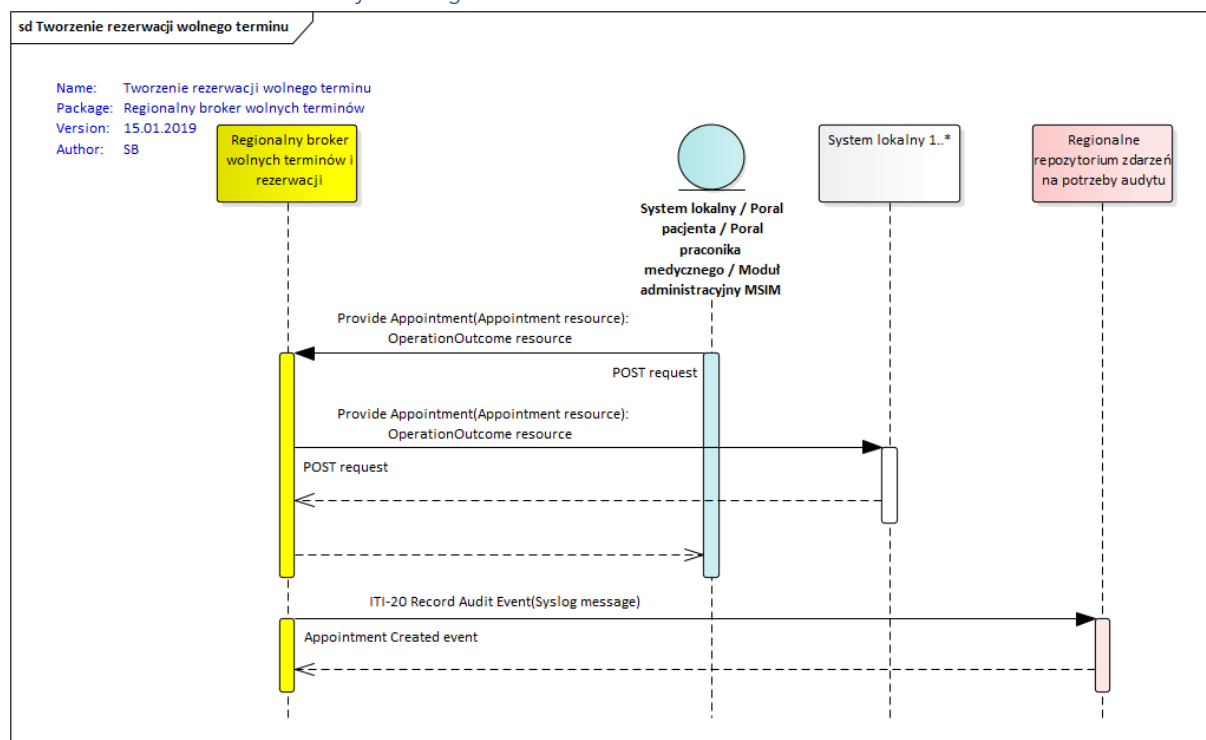 sd Tworzenie rezerwacji wolnego terminu
Name: Tworzenie rezerwacji wolnego terminu
Package: Regionalny broker wolnych terminów
Version: 15.01.2019
Author: SB
Regionalny broker
wolnych terminów i
rezerwacji
System lokalny / Poral
pacjenta / Poral
praconika
medycznego / Moduł
administracyjny MSIM
System lokalny 1..*
Regionalne
repozytorium zdarzeń
na potrzeby audytu
Provide Appointment(Appointment resource):
OperationOutcome resource
POST request
Provide Appointment(Appointment resource):
OperationOutcome resource
POST request
ITI-20 Record Audit Event(Syslog message)
Appointment Created event